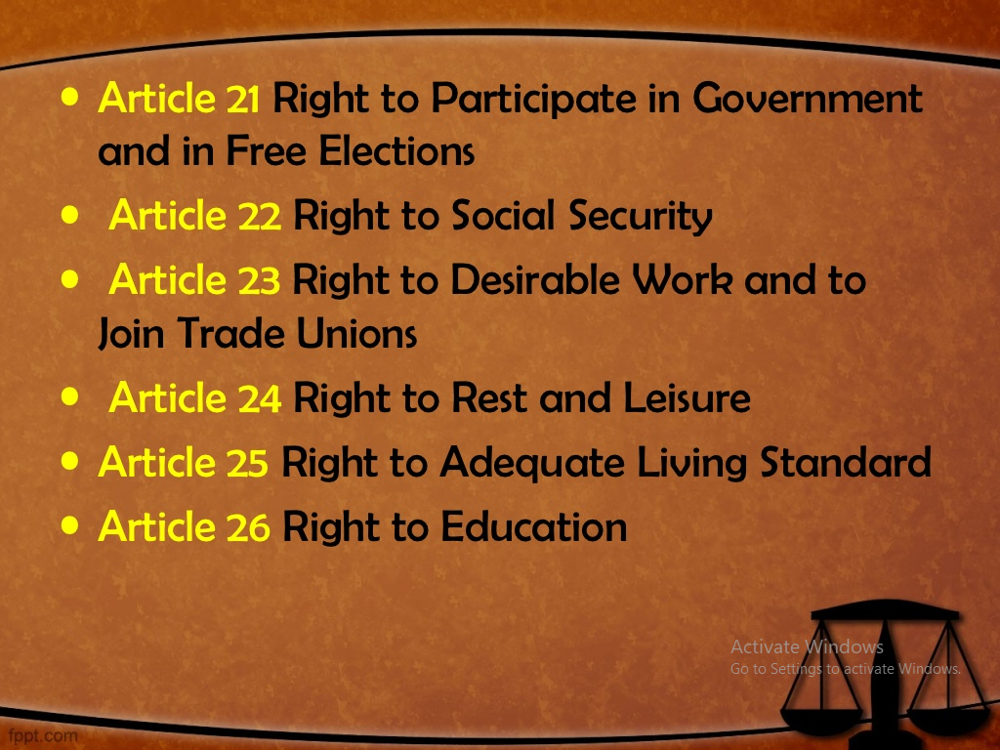 • Article 21 Right to Participate in Government
and in Free Elections
• Article 22 Right to Social Security
• Article 23 Right to Desirable Work and to
Join Trade Unions
• Article 24 Right to Rest and Leisure
• Article 25 Right to Adequate Living Standard
• Article 26 Right to Education
Activate Windows
Go to Settings to activate Windows.
fppt.com